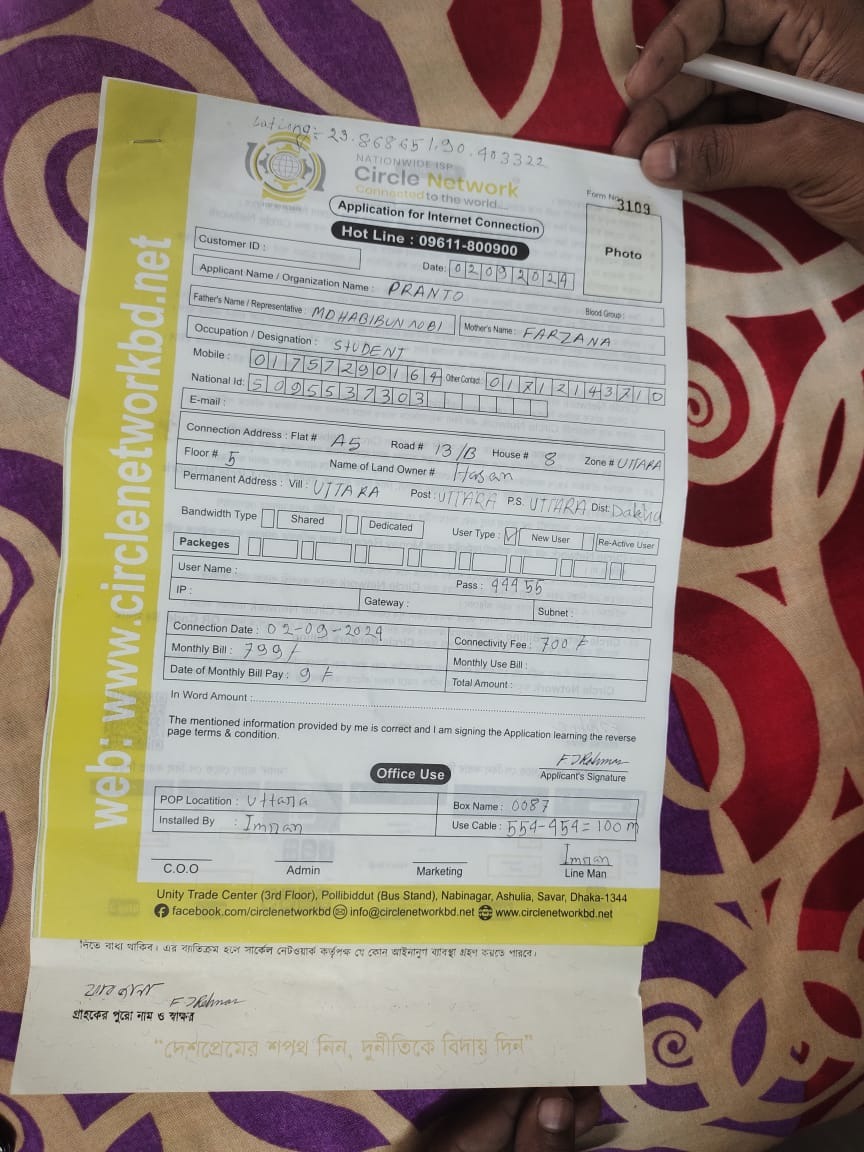 Lat Long:- 23.868651, 90.403322
NATIONWIDE ISP
Circle Network
Connected to the world...
Application for Internet Connection
Hot Line : 09611-800900
Form No 3109
Photo
Customer ID :
Date: 02092024
Applicant Name / Organization Name : PRANTO
Blood Group :
Father's Name / Representative : MD HABIBUN NOBI Mother's Name : FARZANA
Occupation / Designation : STUDENT
Mobile : 01757290164 Other Contact: 01712143710
National Id: 5095537303
E-mail :
Connection Address : Flat # A5 Road # 13/B House # 8 Zone # UTTARA
Floor # 5 Name of Land Owner # Hasan
Permanent Address : Vill : UTTARA Post : UTTARA P.S. UTTARA Dist: Dakha
Bandwidth Type Shared Dedicated User Type : New User Re-Active User
Packeges
User Name : Pass : 44455
IP : Gateway : Subnet :
Connection Date : 02-09-2024 Connectivity Fee : 700 t
Monthly Bill : 799 t Monthly Use Bill :
Date of Monthly Bill Pay : 9 t Total Amount :
In Word Amount :
The mentioned information provided by me is correct and I am signing the Application learning the reverse
page terms & condition.
Applicant's Signature
Office Use
POP Locatition : Uttara Box Name : 0087
Installed By : Imran Use Cable : 554-454 = 100 m
Imran
C.O.O Admin Marketing Line Man
Unity Trade Center (3rd Floor), Pollibiddut (Bus Stand), Nabinagar, Ashulia, Savar, Dhaka-1344
facebook.com/circlenetworkbd info@circlenetworkbd.net www.circlenetworkbd.net
web: www.circlenetworkbd.net
দিতে বাধ্য থাকিব। এর ব্যতিক্রম হলে সার্কেল নেটওয়ার্ক কর্তৃপক্ষ যে কোন আইনানুগ ব্যবস্থা গ্রহণ করতে পারবে।
গ্রাহকের পুরো নাম ও স্বাক্ষর
“দেশপ্রেমের শপথ নিন, দুর্নীতিকে বিদায় দিন”